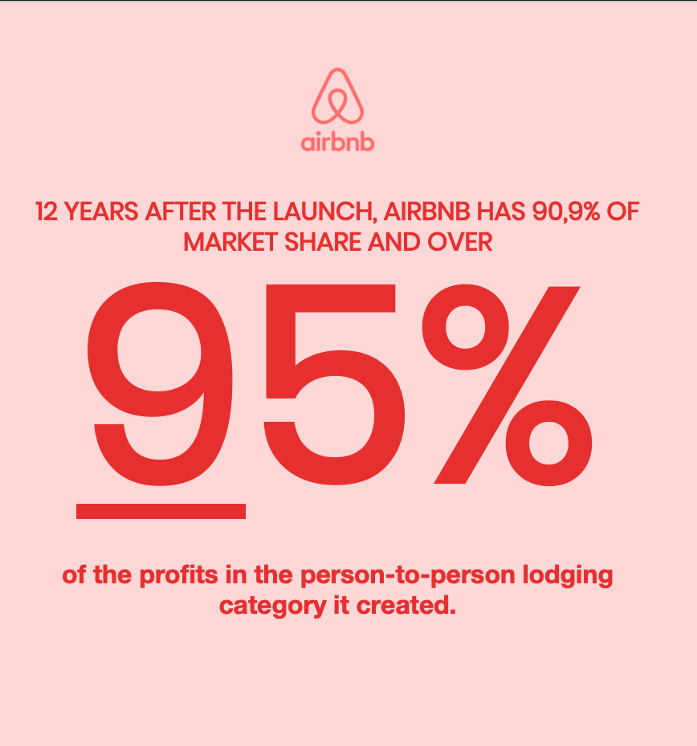 airbnb
12 YEARS AFTER THE LAUNCH, AIRBNB HAS 90,9% OF
MARKET SHARE AND OVER
95%
of the profits in the person-to-person lodging
category it created.